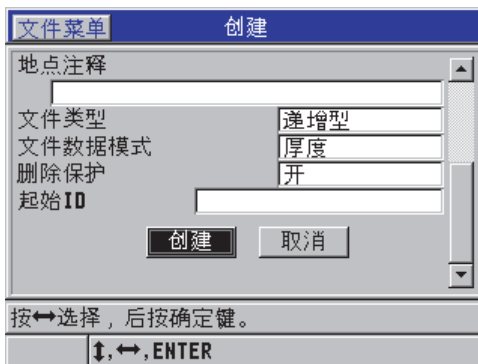 文件菜单 创建
地点注释
文件类型 递增型
文件数据模式 厚度
删除保护 开
起始ID
创建 取消
按↔选择，后按确定键。
↕,↔,ENTER